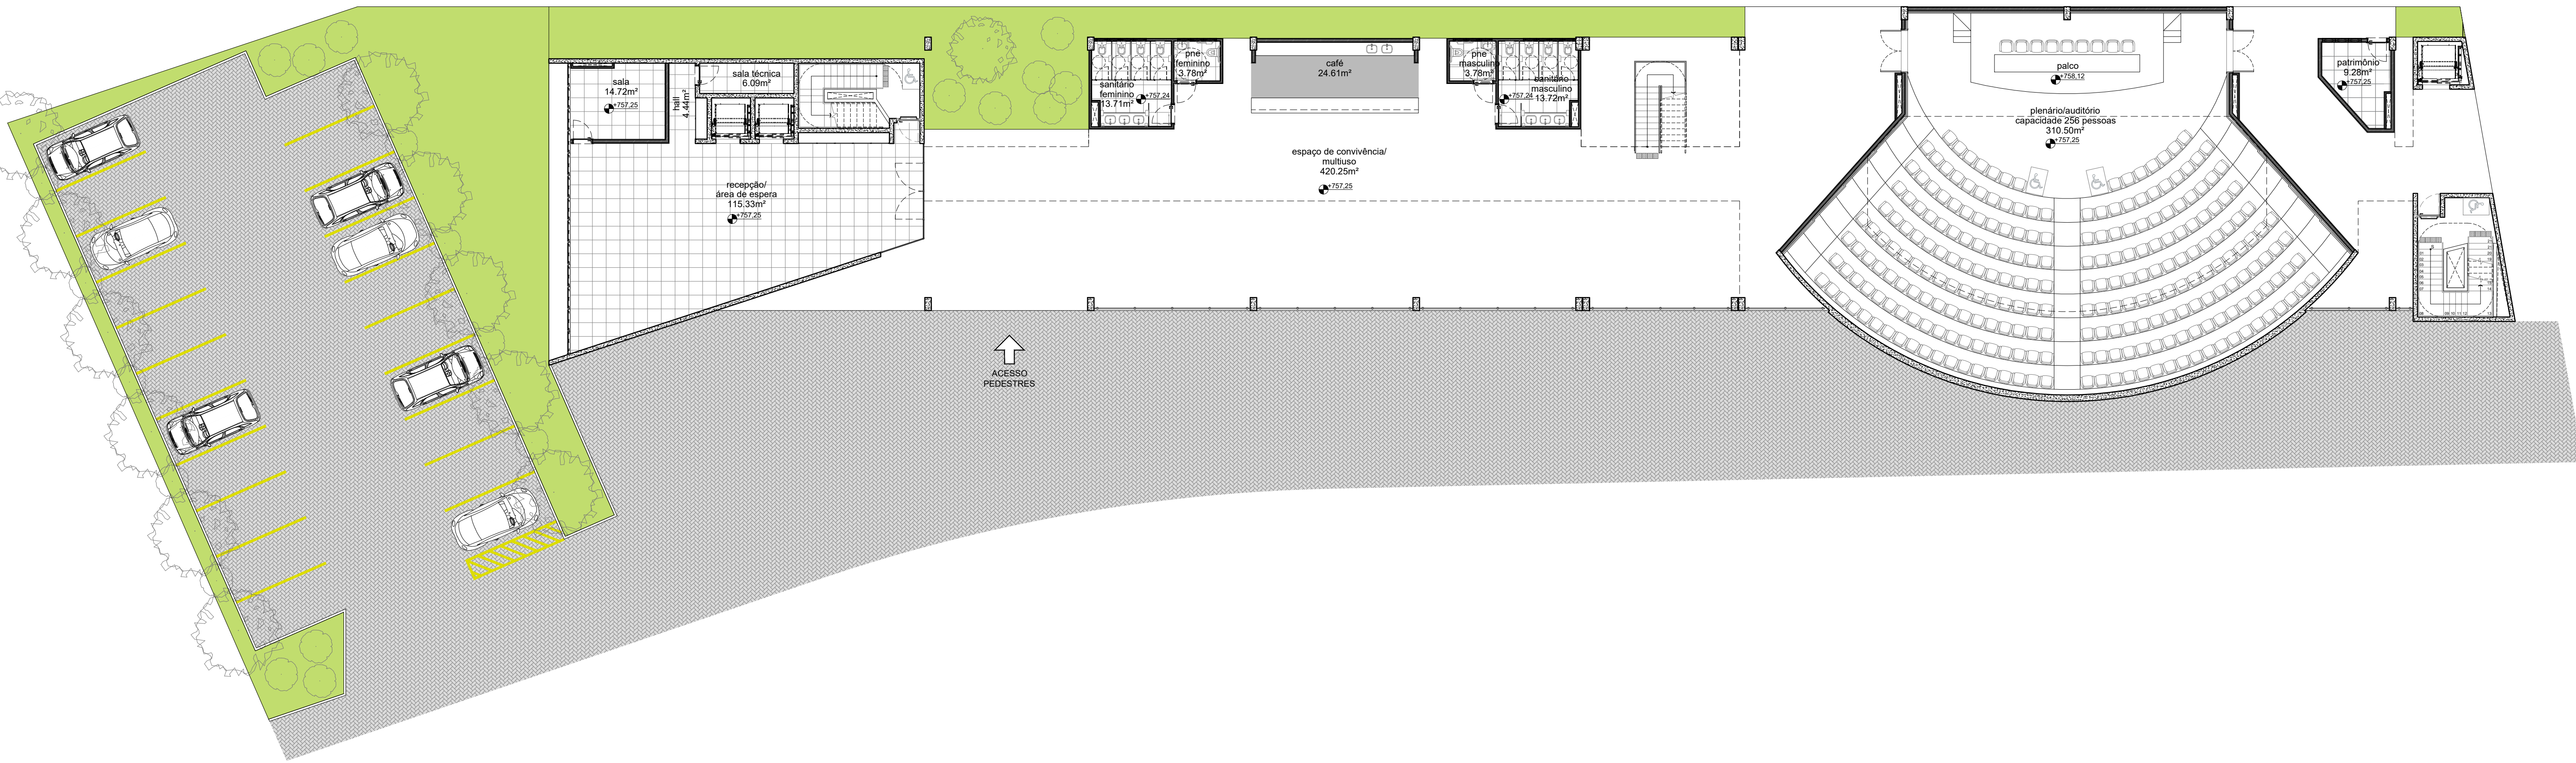 sala
14.72m²
+757,25
hall
4.44m²
sala técnica
6.09m²
recepção/
área de espera
115.33m²
+757,25
ACESSO
PEDESTRES
sanitário
feminino
13.71m²
+757,24
pne
feminino
3.78m²
café
24.61m²
pne
masculino
3.78m²
sanitário
masculino
13.72m²
+757,24
espaço de convivência/
multiuso
420.25m²
+757,25
palco
+758,12
plenário/auditório
capacidade 256 pessoas
310.50m²
+757,25
patrimônio
9.28m²
+757,25